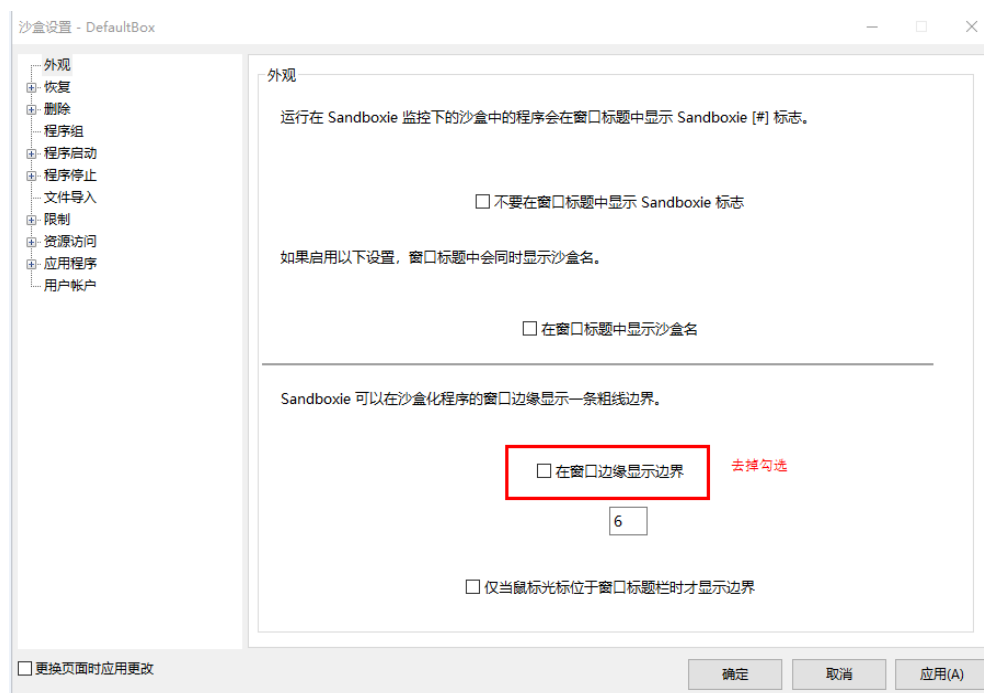 沙盒设置 - DefaultBox
外观
恢复
删除
程序组
程序启动
程序停止
文件导入
限制
资源访问
应用程序
用户帐户
外观
运行在 Sandboxie 监控下的沙盒中的程序会在窗口标题中显示 Sandboxie [#] 标志。
不要在窗口标题中显示 Sandboxie 标志
如果启用以下设置，窗口标题中会同时显示沙盒名。
在窗口标题中显示沙盒名
Sandboxie 可以在沙盒化程序的窗口边缘显示一条粗线边界。
在窗口边缘显示边界
去掉勾选
6
仅当鼠标光标位于窗口标题栏时才显示边界
更换页面时应用更改
确定
取消
应用(A)